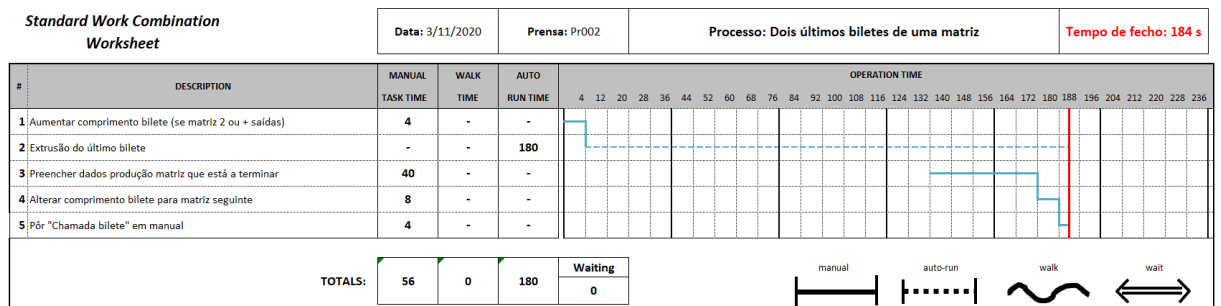 Standard Work Combination
Worksheet
Data: 3/11/2020
Prensa: Pr002
Processo: Dois últimos biletes de uma matriz
Tempo de fecho: 184 s
# DESCRIPTION MANUAL TASK TIME WALK TIME AUTO RUN TIME OPERATION TIME
4 12 20 28 36 44 52 60 68 76 84 92 100 108 116 124 132 140 148 156 164 172 180 188 196 204 212 220 228 236
1 Aumentar comprimento bilete (se matriz 2 ou + saídas) 4 - -
2 Extrusão do último bilete - - 180
3 Preencher dados produção matriz que está a terminar 40 - -
4 Alterar comprimento bilete para matriz seguinte 8 - -
5 Pôr "Chamada bilete" em manual 4 - -
TOTALS: 56 0 180
Waiting
0
manual auto-run walk wait